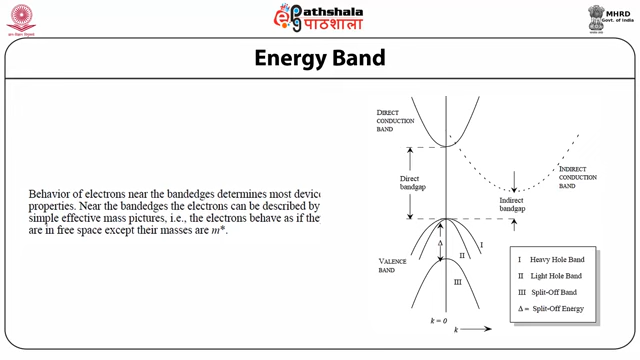 ePathshala
पाठशाला
MHRD
Govt. of India
Energy Band
Behavior of electrons near the bandedges determines most device
properties. Near the bandedges the electrons can be described by
simple effective mass pictures, i.e., the electrons behave as if they
are in free space except their masses are m*.
DIRECT
CONDUCTION
BAND
Direct
bandgap
INDIRECT
CONDUCTION
BAND
Indirect
bandgap
Δ
I
II
VALENCE
BAND
III
k = 0
k
I Heavy Hole Band
II Light Hole Band
III Split-Off Band
Δ = Split-Off Energy